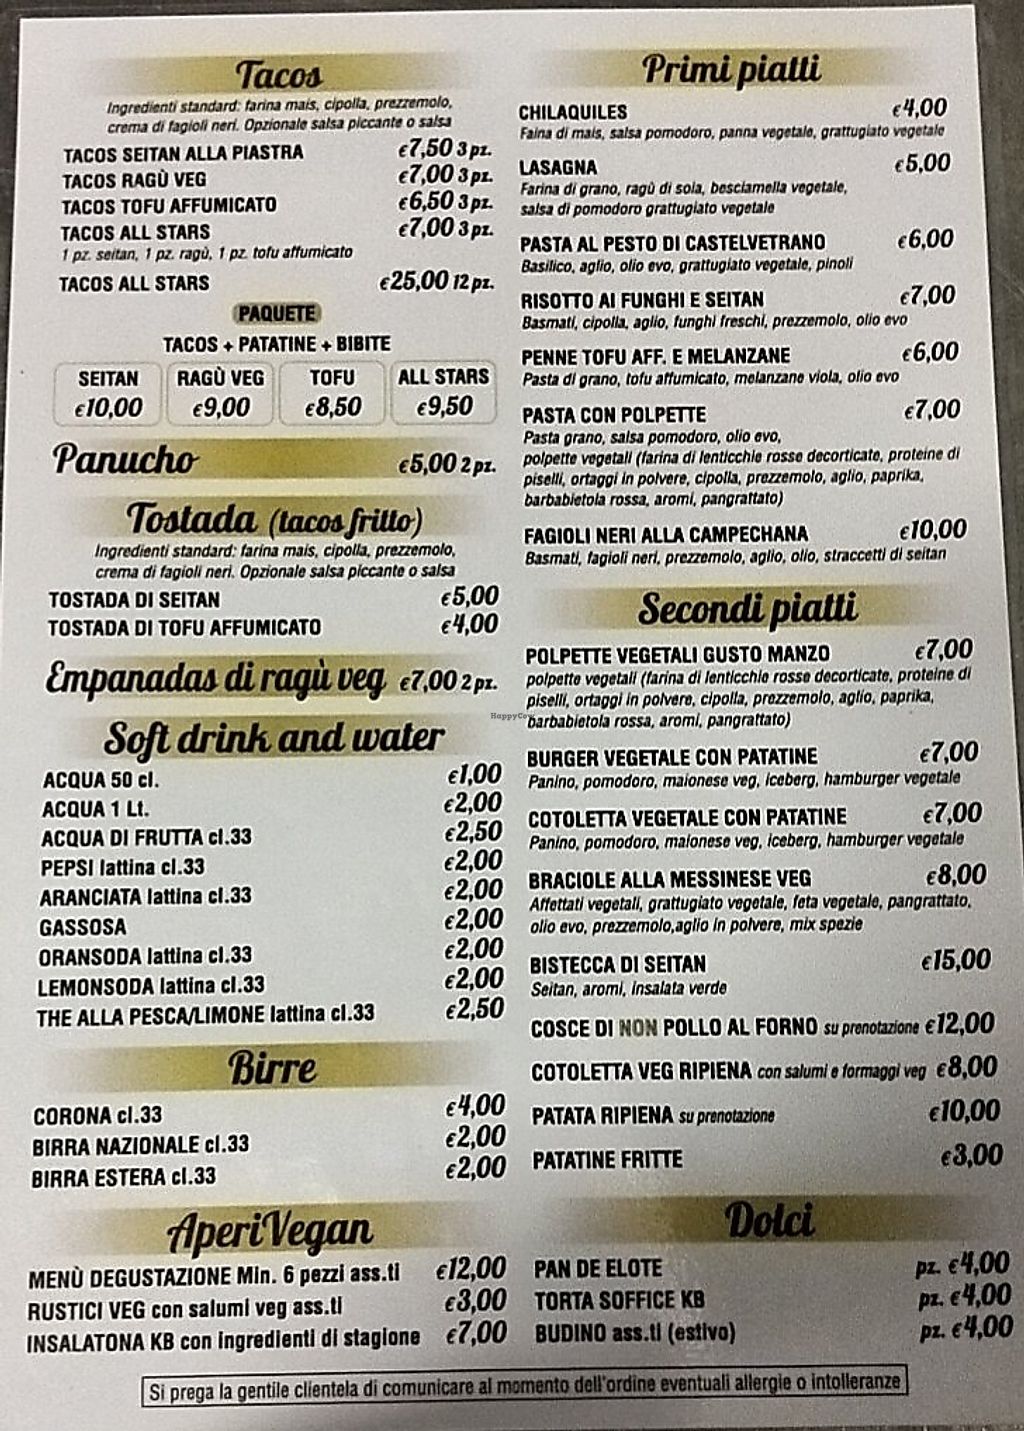 Tacos
Ingredienti standard: farina mais, cipolla, prezzemolo,
crema di fagioli neri. Opzionale salsa piccante o salsa
TACOS SEITAN ALLA PIASTRA €7,50 3 pz.
TACOS RAGÙ VEG €7,00 3 pz.
TACOS TOFU AFFUMICATO €6,50 3 pz.
TACOS ALL STARS €7,00 3 pz.
1 pz. seitan, 1 pz. ragù, 1 pz. tofu affumicato
TACOS ALL STARS €25,00 12 pz.
PAQUETE
TACOS + PATATINE + BIBITE
SEITAN RAGÙ VEG TOFU ALL STARS
€10,00 €9,00 €8,50 €9,50
Panucho €5,00 2 pz.
Tostada (tacos fritto)
Ingredienti standard: farina mais, cipolla, prezzemolo,
crema di fagioli neri. Opzionale salsa piccante o salsa
TOSTADA DI SEITAN €5,00
TOSTADA DI TOFU AFFUMICATO €4,00
Empanadas di ragù veg €7,00 2 pz.
Soft drink and water
ACQUA 50 cl. €1,00
ACQUA 1 Lt. €2,00
ACQUA DI FRUTTA cl.33 €2,50
PEPSI lattina cl.33 €2,00
ARANCIATA lattina cl.33 €2,00
GASSOSA €2,00
ORANSODA lattina cl.33 €2,00
LEMONSODA lattina cl.33 €2,00
THE ALLA PESCA/LIMONE lattina cl.33 €2,50
Birre
CORONA cl.33 €4,00
BIRRA NAZIONALE cl.33 €2,00
BIRRA ESTERA cl.33 €2,00
AperiVegan
MENÙ DEGUSTAZIONE Min. 6 pezzi ass.ti €12,00
RUSTICI VEG con salumi veg ass.ti €3,00
INSALATONA KB con ingredienti di stagione €7,00
Primi piatti
CHILAQUILES €4,00
Faina di mais, salsa pomodoro, panna vegetale, grattugiato vegetale
LASAGNA €5,00
Farina di grano, ragù di soia, besciamella vegetale,
salsa di pomodoro grattugiato vegetale
PASTA AL PESTO DI CASTELVETRANO €6,00
Basilico, aglio, olio evo, grattugiato vegetale, pinoli
RISOTTO AI FUNGHI E SEITAN €7,00
Basmati, cipolla, aglio, funghi freschi, prezzemolo, olio evo
PENNE TOFU AFF. E MELANZANE €6,00
Pasta di grano, tofu affumicato, melanzane viola, olio evo
PASTA CON POLPETTE €7,00
Pasta grano, salsa pomodoro, olio evo,
polpette vegetali (farina di lenticchie rosse decorticate, proteine di
piselli, ortaggi in polvere, cipolla, prezzemolo, aglio, paprika,
barbabietola rossa, aromi, pangrattato)
FAGIOLI NERI ALLA CAMPECHANA €10,00
Basmati, fagioli neri, prezzemolo, aglio, olio, straccetti di seitan
Secondi piatti
POLPETTE VEGETALI GUSTO MANZO €7,00
polpette vegetali (farina di lenticchie rosse decorticate, proteine di
piselli, ortaggi in polvere, cipolla, prezzemolo, aglio, paprika,
barbabietola rossa, aromi, pangrattato)
BURGER VEGETALE CON PATATINE €7,00
Panino, pomodoro, maionese veg, iceberg, hamburger vegetale
COTOLETTA VEGETALE CON PATATINE €7,00
Panino, pomodoro, maionese veg, iceberg, hamburger vegetale
BRACIOLE ALLA MESSINESE VEG €8,00
Affettati vegetali, grattugiato vegetale, feta vegetale, pangrattato,
olio evo, prezzemolo,aglio in polvere, mix spezie
BISTECCA DI SEITAN €15,00
Seitan, aromi, insalata verde
COSCE DI NON POLLO AL FORNO su prenotazione €12,00
COTOLETTA VEG RIPIENA con salumi e formaggi veg €8,00
PATATA RIPIENA su prenotazione €10,00
PATATINE FRITTE €3,00
Dolci
PAN DE ELOTE pz. €4,00
TORTA SOFFICE KB pz. €4,00
BUDINO ass.ti (estivo) pz. €4,00
Si prega la gentile clientela di comunicare al momento dell'ordine eventuali allergie o intolleranze
HappyCow